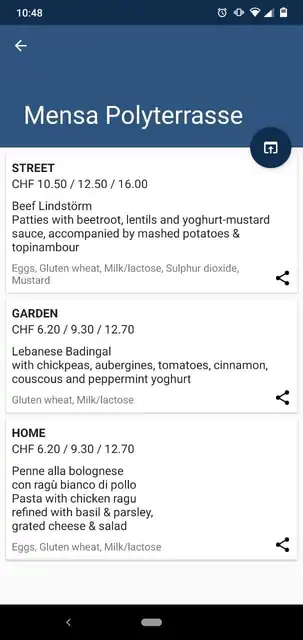 10:48
Mensa Polyterrasse
STREET
CHF 10.50 / 12.50 / 16.00
Beef Lindstörm
Patties with beetroot, lentils and yoghurt-mustard
sauce, accompanied by mashed potatoes &
topinambour
Eggs, Gluten wheat, Milk/lactose, Sulphur dioxide,
Mustard
GARDEN
CHF 6.20 / 9.30 / 12.70
Lebanese Badingal
with chickpeas, aubergines, tomatoes, cinnamon,
couscous and peppermint yoghurt
Gluten wheat, Milk/lactose
HOME
CHF 6.20 / 9.30 / 12.70
Penne alla bolognese
con ragù bianco di pollo
Pasta with chicken ragu
refined with basil & parsley,
grated cheese & salad
Eggs, Gluten wheat, Milk/lactose